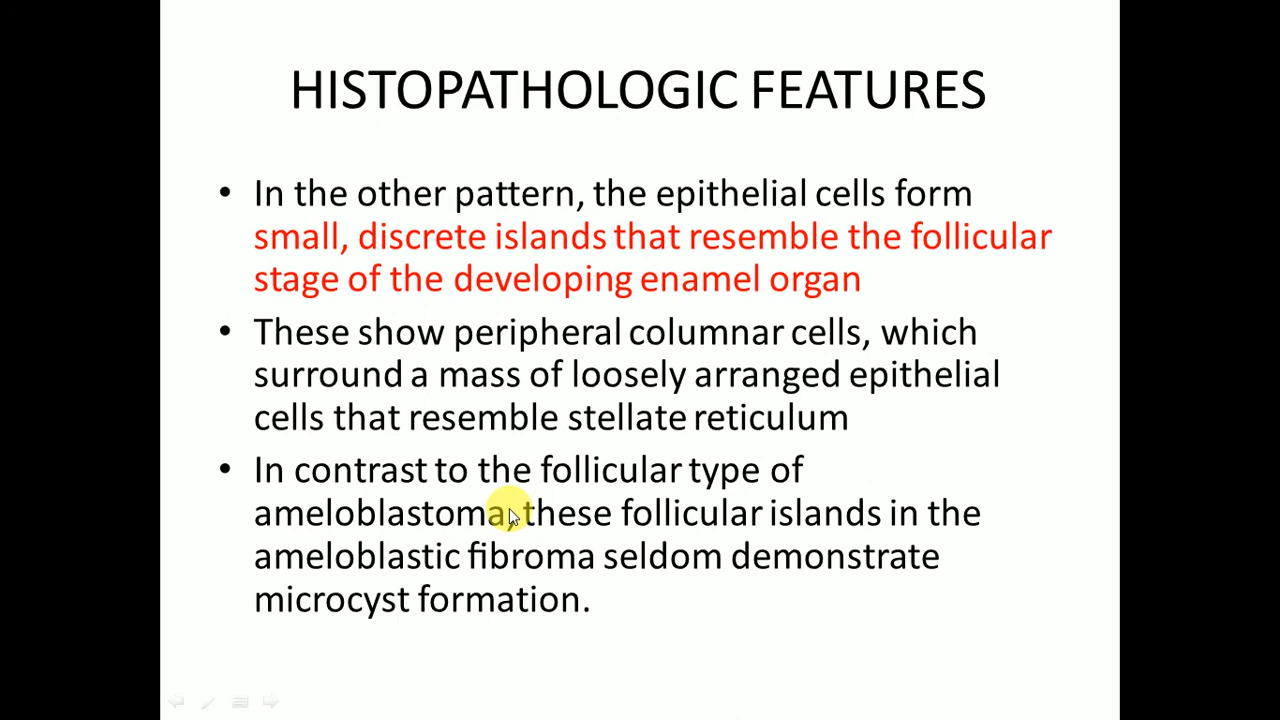 HISTOPATHOLOGIC FEATURES
• In the other pattern, the epithelial cells form
small, discrete islands that resemble the follicular
stage of the developing enamel organ
• These show peripheral columnar cells, which
surround a mass of loosely arranged epithelial
cells that resemble stellate reticulum
• In contrast to the follicular type of
ameloblastoma, these follicular islands in the
ameloblastic fibroma seldom demonstrate
microcyst formation.